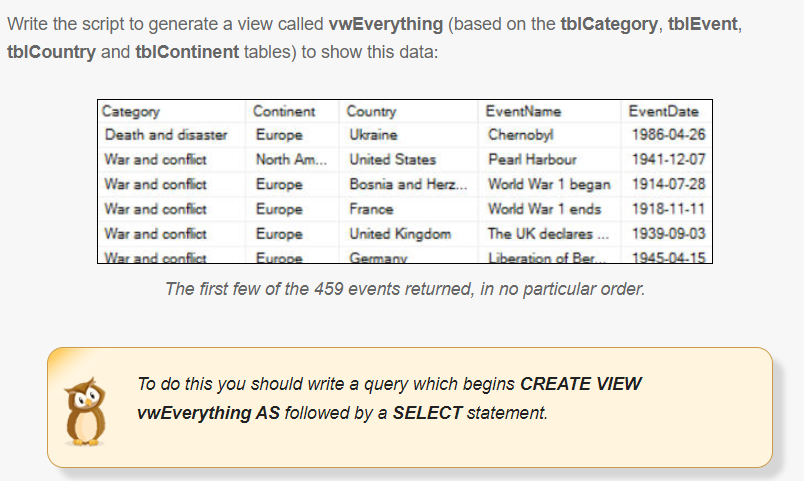 Write the script to generate a view called vwEverything (based on the tblCategory, tblEvent,
tblCountry and tblContinent tables) to show this data:
Category Continent Country EventName EventDate
Death and disaster Europe Ukraine Chernobyl 1986-04-26
War and conflict North Am... United States Pearl Harbour 1941-12-07
War and conflict Europe Bosnia and Herz... World War 1 began 1914-07-28
War and conflict Europe France World War 1 ends 1918-11-11
War and conflict Europe United Kingdom The UK declares ... 1939-09-03
War and conflict Europe Germany Liberation of Ber... 1945-04-15
The first few of the 459 events returned, in no particular order.
To do this you should write a query which begins CREATE VIEW
vwEverything AS followed by a SELECT statement.